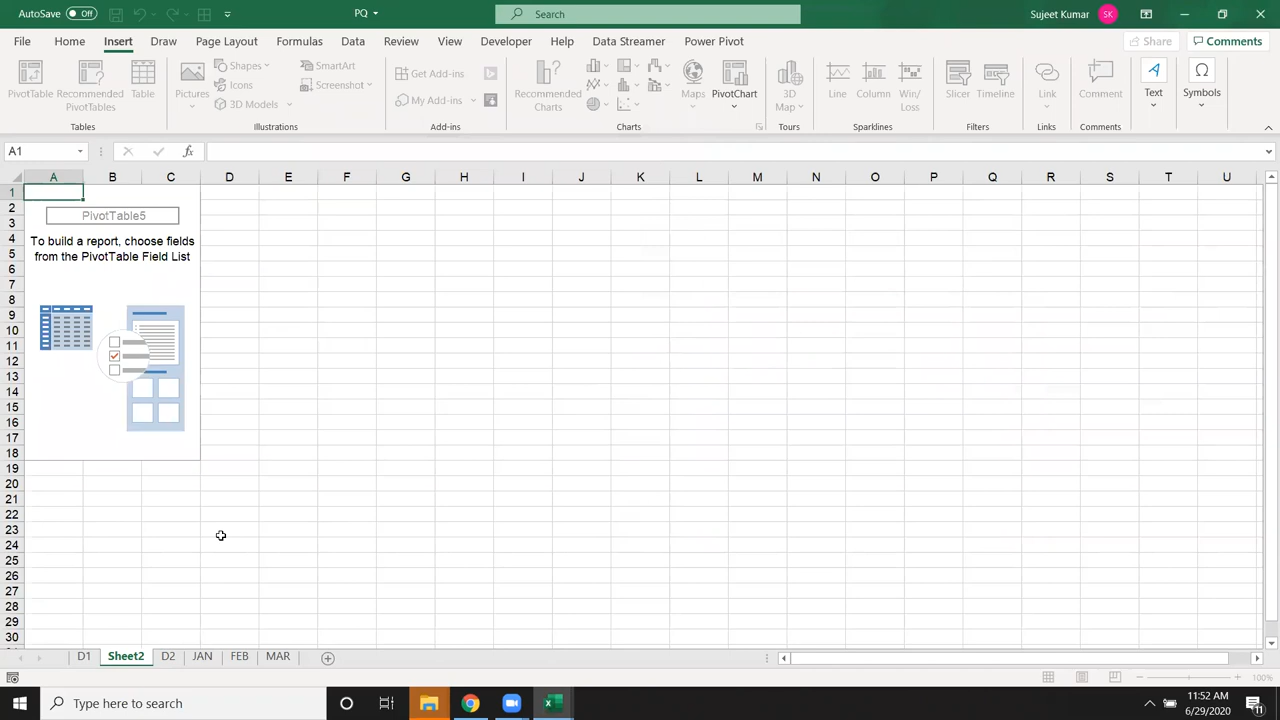 AutoSave Off PQ Search Sujeet Kumar SK
File Home Insert Draw Page Layout Formulas Data Review View Developer Help Data Streamer Power Pivot Share Comments
PivotTable Recommended PivotTables Table Pictures Shapes Icons 3D Models SmartArt Screenshot Get Add-ins My Add-ins Recommended Charts Maps PivotChart 3D Map Line Column Win/Loss Slicer Timeline Link Comment Text Symbols
Tables Illustrations Add-ins Charts Tours Sparklines Filters Links Comments
A1 fx
A B C D E F G H I J K L M N O P Q R S T U
1
2
PivotTable5
3
4
To build a report, choose fields
5
from the PivotTable Field List
6
7
8
9
10
11
12
13
14
15
16
17
18
19
20
21
22
23
24
25
26
27
28
29
30
D1 Sheet2 D2 JAN FEB MAR
100%
Type here to search
11:52 AM
6/29/2020
11